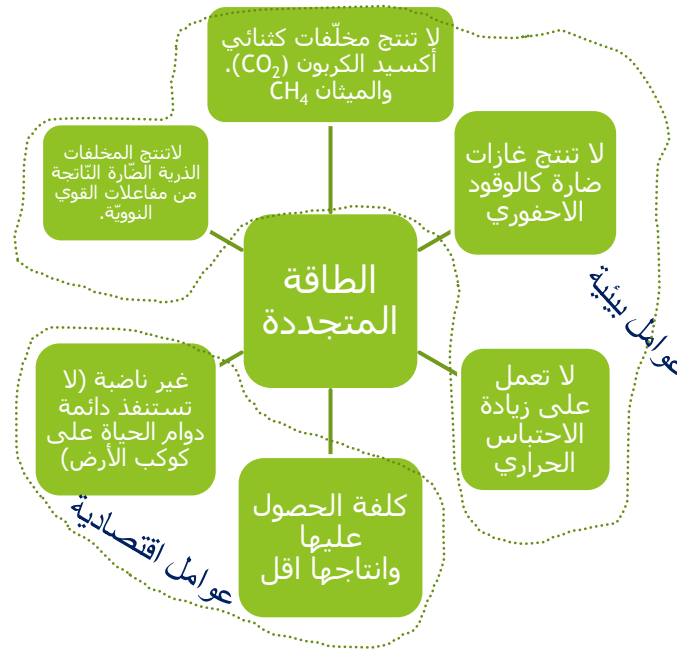 لا تنتج مخلّفات كثنائي
أكسيد الكربون (CO₂).
والميثان CH₄
لا تنتج غازات
ضارة كالوقود
الاحفوري
لاتنتج المخلفات
الذرية الضّارة النّاتجة
من مفاعلات القوي
النوويّة.
الطاقة
المتجددة
عوامل بيئية
لا تعمل
على زيادة
الاحتباس
الحراري
غير ناضبة (لا
تستنفذ دائمة
دوام الحياة على
كوكب الأرض)
كلفة الحصول
عليها
وانتاجها اقل
عوامل اقتصادية